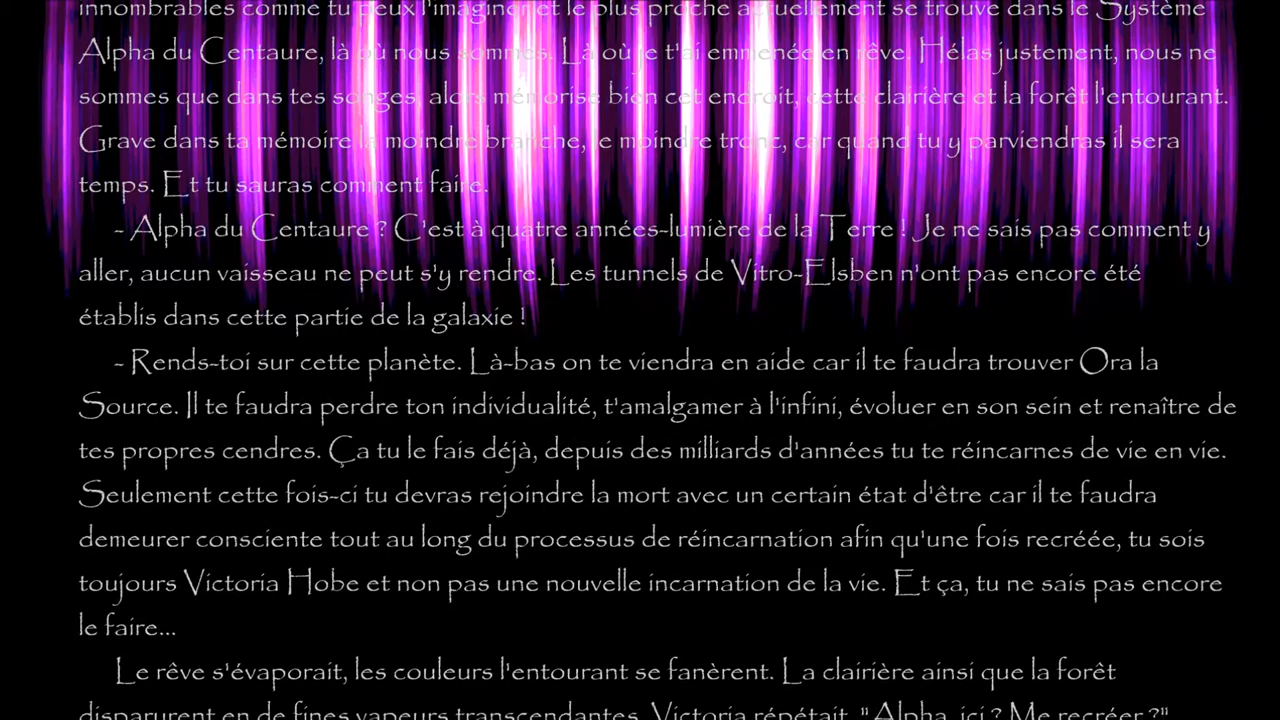 innombrables comme tu peux l'imaginer et le plus proche actuellement se trouve dans le Système
Alpha du Centaure, là où nous sommes. Là où je t'ai emmenée en rêve. Hélas justement, nous ne
sommes que dans tes songes, alors mémorise bien cet endroit, cette clairière et la forêt l'entourant.
Grave dans ta mémoire la moindre branche, le moindre tronc, car quand tu y parviendras il sera
temps. Et tu sauras comment faire.
- Alpha du Centaure ? C'est à quatre années-lumière de la Terre ! Je ne sais pas comment y
aller, aucun vaisseau ne peut s'y rendre. Les tunnels de Vitro-Elsben n'ont pas encore été
établis dans cette partie de la galaxie !
- Rends-toi sur cette planète. Là-bas on te viendra en aide car il te faudra trouver Ora la
Source. Il te faudra perdre ton individualité, t'amalgamer à l'infini, évoluer en son sein et renaître de
tes propres cendres. Ça tu le fais déjà, depuis des milliards d'années tu te réincarnes de vie en vie.
Seulement cette fois-ci tu devras rejoindre la mort avec un certain état d'être car il te faudra
demeurer consciente tout au long du processus de réincarnation afin qu'une fois recréée, tu sois
toujours Victoria Hobe et non pas une nouvelle incarnation de la vie. Et ça, tu ne sais pas encore
le faire...
Le rêve s'évaporait, les couleurs l'entourant se fanèrent. La clairière ainsi que la forêt
disparurent en de fines vapeurs transcendantes. Victoria répétait, "Alpha, ici ? Me recréer ?"